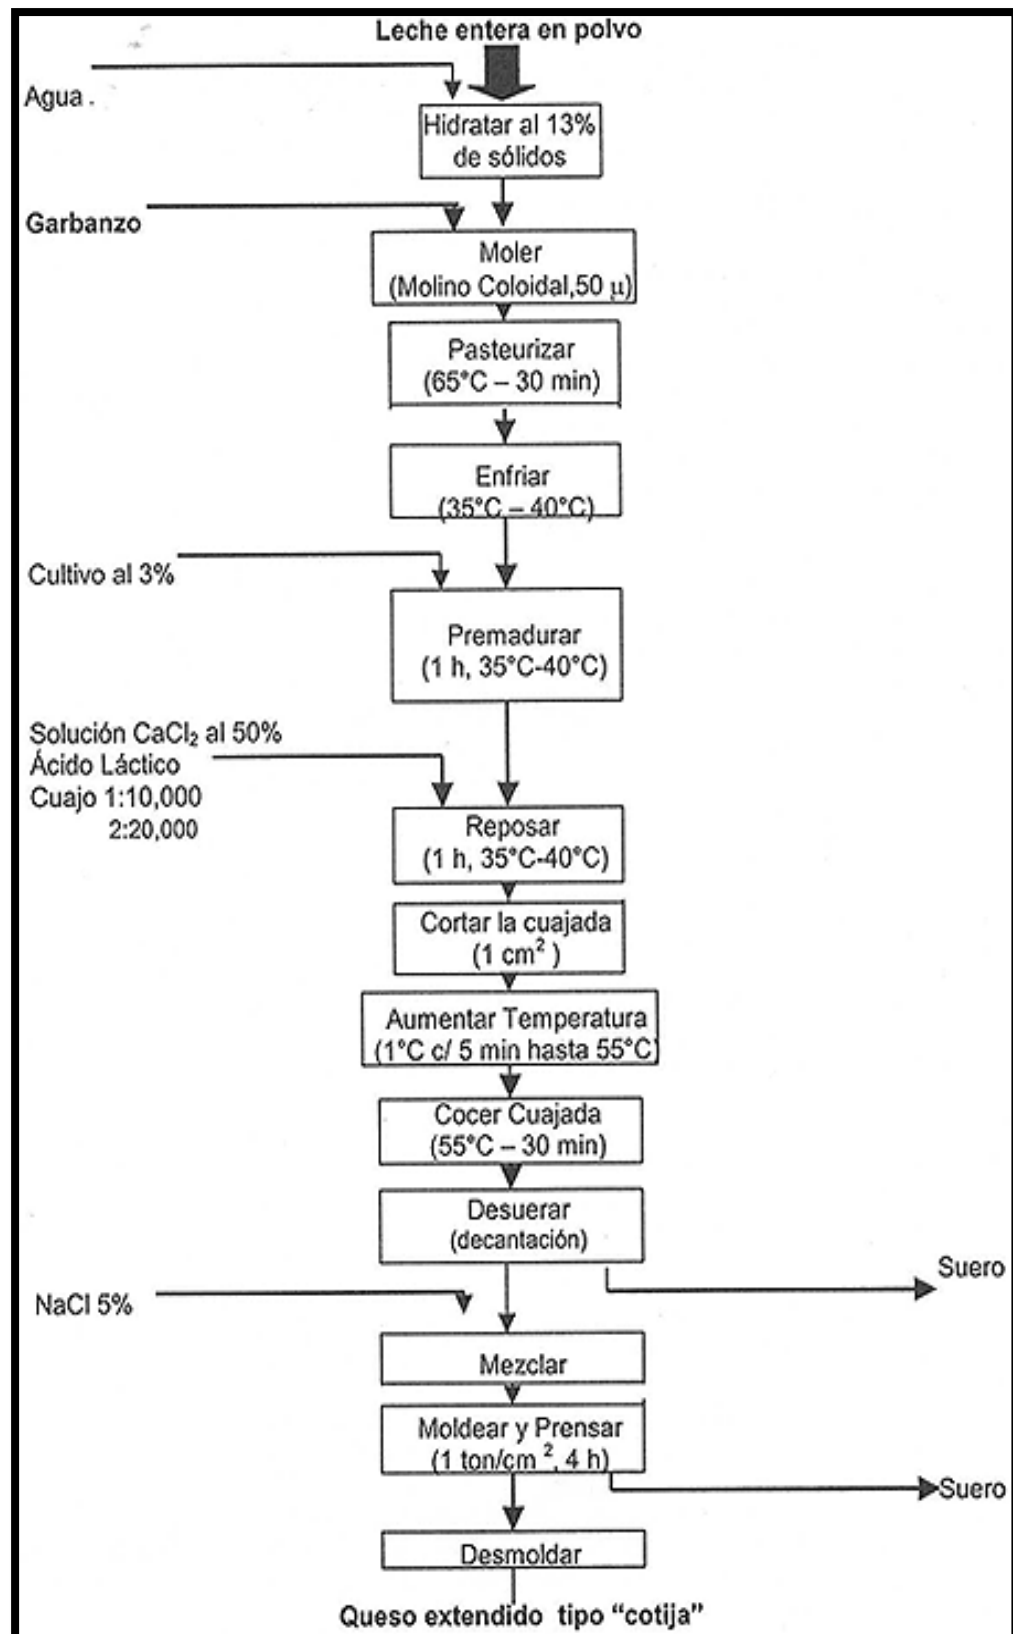 Leche entera en polvo
Agua .
Hidratar al 13%
de sólidos
Garbanzo
Moler
(Molino Coloidal,50 µ)
Pasteurizar
(65°C – 30 min)
Enfriar
(35°C – 40°C)
Cultivo al 3%
Premadurar
(1 h, 35°C-40°C)
Solución CaCl₂ al 50%
Ácido Láctico
Cuajo 1:10,000
2:20,000
Reposar
(1 h, 35°C-40°C)
Cortar la cuajada
(1 cm² )
Aumentar Temperatura
(1°C c/ 5 min hasta 55°C)
Cocer Cuajada
(55°C – 30 min)
Desuerar
(decantación)
Suero
NaCl 5%
Mezclar
Moldear y Prensar
(1 ton/cm ², 4 h)
Suero
Desmoldar
Queso extendido tipo “cotija”